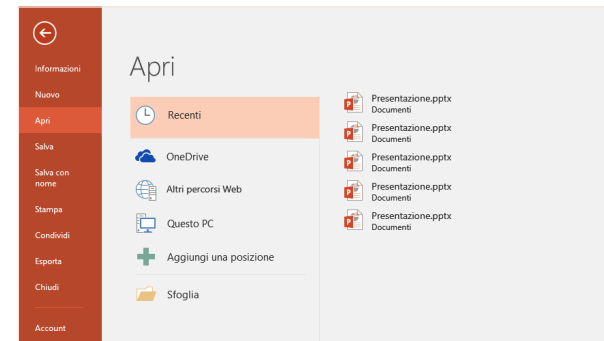 Informazioni
Nuovo
Apri
Salva
Salva con
nome
Stampa
Condividi
Esporta
Chiudi
Account
Apri
Recenti
OneDrive
Altri percorsi Web
Questo PC
Aggiungi una posizione
Sfoglia
Presentazione.pptx
Documenti
Presentazione.pptx
Documenti
Presentazione.pptx
Documenti
Presentazione.pptx
Documenti
Presentazione.pptx
Documenti